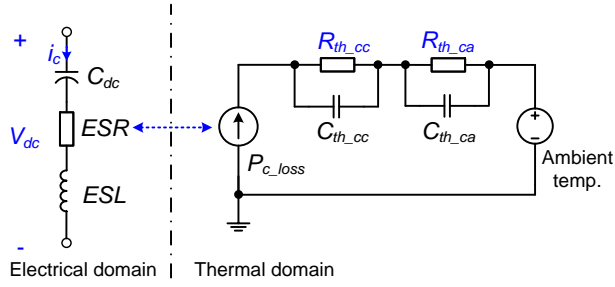 +
i_c
C_dc
V_dc
ESR
ESL
-
Electrical domain
R_th_cc
R_th_ca
C_th_cc
C_th_ca
P_c_loss
+
-
Ambient
temp.
Thermal domain